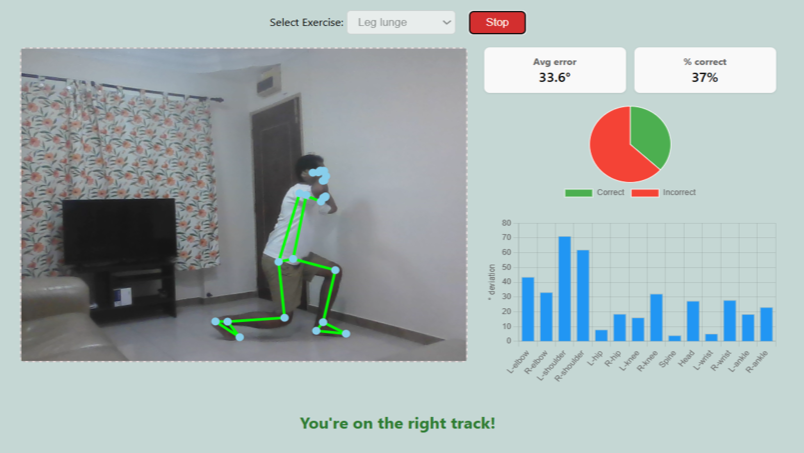 Select Exercise: Leg lunge Stop
Avg error
33.6°
% correct
37%
Correct Incorrect
80
70
60
50
40
30
20
10
0
° deviation
L-elbow
R-elbow
L-shoulder
R-shoulder
L-hip
R-hip
L-knee
R-knee
Spine
Head
L-wrist
R-wrist
L-ankle
R-ankle
You're on the right track!